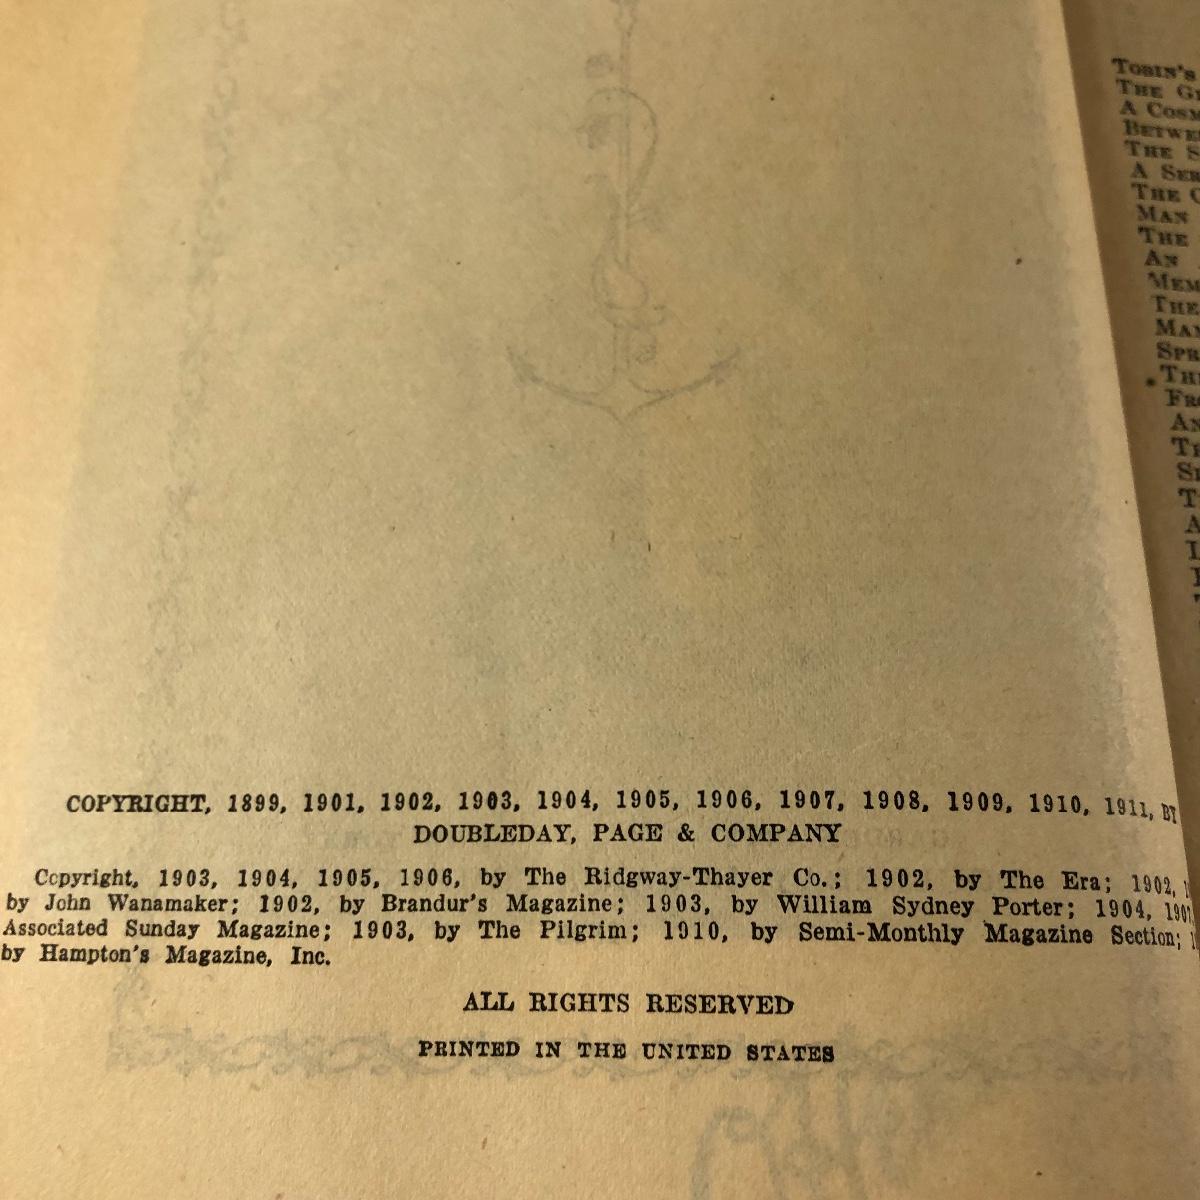 COPYRIGHT, 1899, 1901, 1902, 1903, 1904, 1905, 1906, 1907, 1908, 1909, 1910, 1911, BY
DOUBLEDAY, PAGE & COMPANY
Copyright, 1903, 1904, 1905, 1906, by The Ridgway-Thayer Co.; 1902, by The Era; 1902,
by John Wanamaker; 1902, by Brandur's Magazine; 1903, by William Sydney Porter; 1904,
Associated Sunday Magazine; 1903, by The Pilgrim; 1910, by Semi-Monthly Magazine Section;
by Hampton's Magazine, Inc.
ALL RIGHTS RESERVED
PRINTED IN THE UNITED STATES
TOBIN'S
THE
A
THE
A
THE
MAN
THE
AN
THE